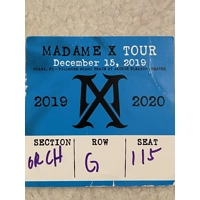 MADAME X TOUR
December 15, 2019
2019 2020
SECTION ROW SEAT
ORCH G 115